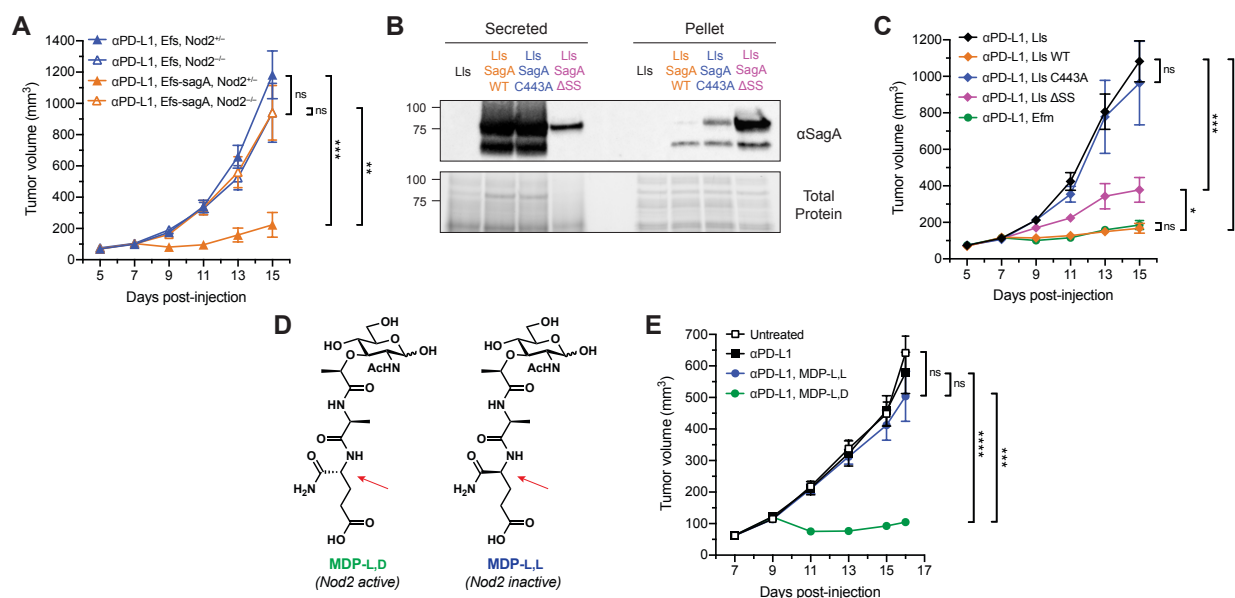 A
Tumor volume (mm³)
1400
1200
1000
800
600
400
200
0
5 7 9 11 13 15
Days post-injection
αPD-L1, Efs, Nod2+/–
αPD-L1, Efs, Nod2–/–
αPD-L1, Efs-sagA, Nod2+/–
αPD-L1, Efs-sagA, Nod2–/–
ns
ns
***
**
B
Secreted Pellet
Lls
Lls SagA WT
Lls SagA C443A
Lls SagA ΔSS
Lls
Lls SagA WT
Lls SagA C443A
Lls SagA ΔSS
100
75
αSagA
100
75
Total
Protein
C
Tumor volume (mm³)
1200
1000
800
600
400
200
0
5 7 9 11 13 15
Days post-injection
αPD-L1, Lls
αPD-L1, Lls WT
αPD-L1, Lls C443A
αPD-L1, Lls ΔSS
αPD-L1, Efm
ns
***
*
ns
***
D
OH
HO
O
OH
O
AcHN
O
HN
O
NH
O
H₂N
O
HO
MDP-L,D
(Nod2 active)
OH
HO
O
OH
O
AcHN
O
HN
O
NH
O
H₂N
O
HO
MDP-L,L
(Nod2 inactive)
E
Tumor volume (mm³)
700
600
500
400
300
200
100
0
7 9 11 13 15 17
Days post-injection
Untreated
αPD-L1
αPD-L1, MDP-L,L
αPD-L1, MDP-L,D
ns
ns
****
***